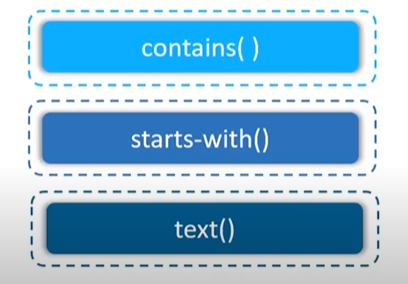 contains( )
starts-with()
text()